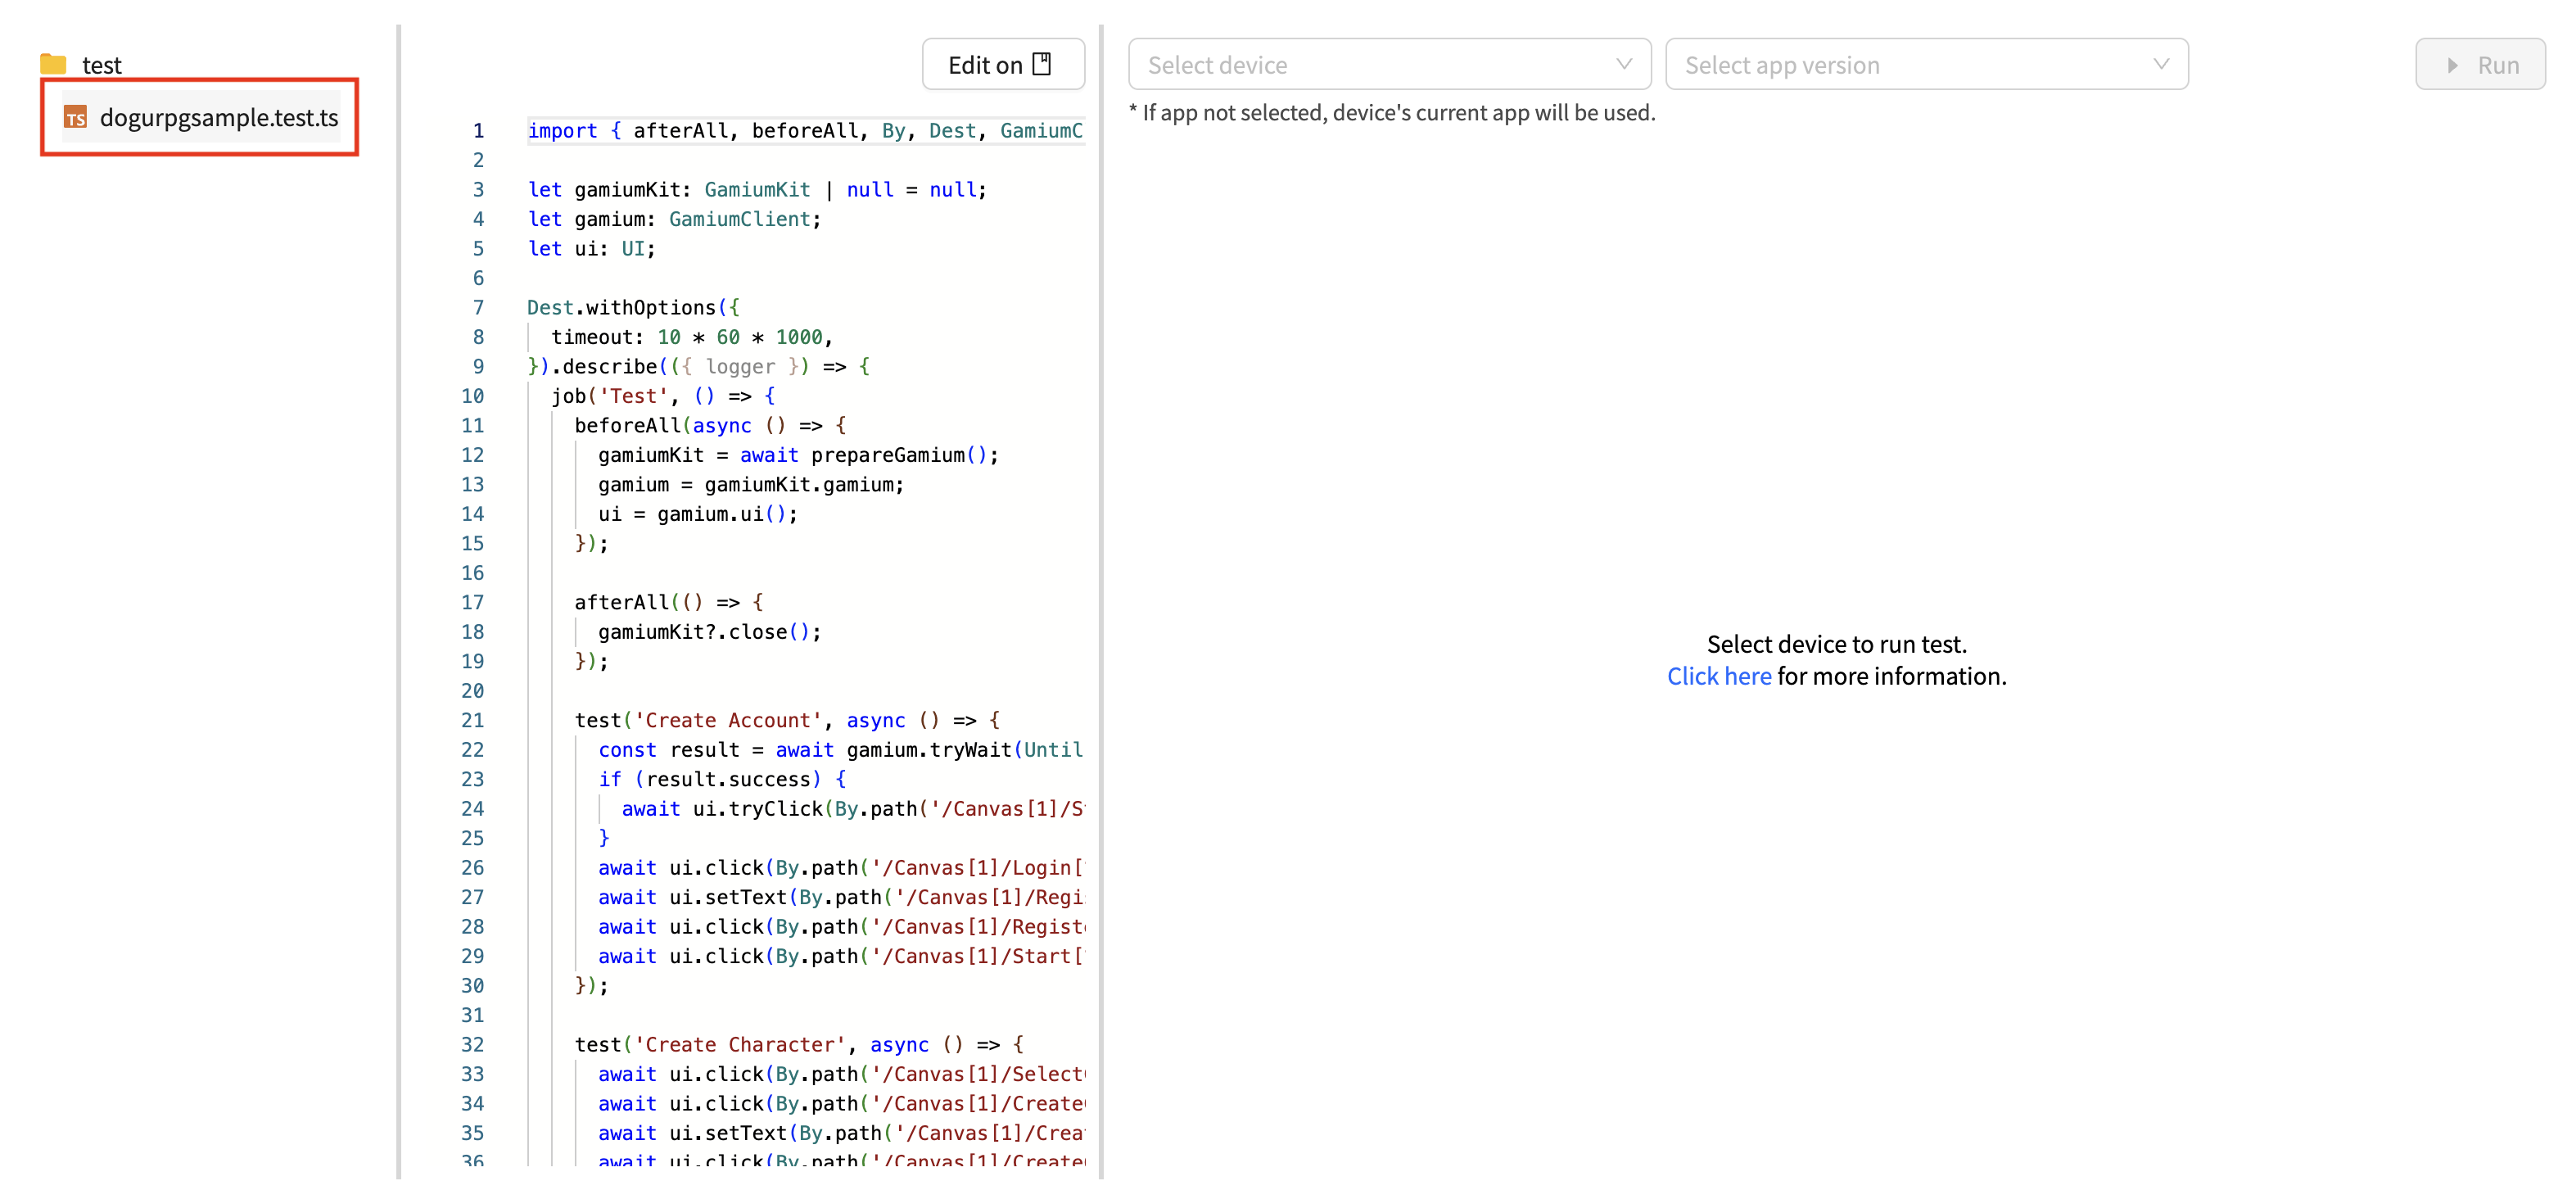 test
dogurpgsample.test.ts
Edit on
1 import { afterAll, beforeAll, By, Dest, GamiumC
2
3 let gamiumKit: GamiumKit | null = null;
4 let gamium: GamiumClient;
5 let ui: UI;
6
7 Dest.withOptions({
8 timeout: 10 * 60 * 1000,
9 }).describe(({ logger }) => {
10 job('Test', () => {
11 beforeAll(async () => {
12 gamiumKit = await prepareGamium();
13 gamium = gamiumKit.gamium;
14 ui = gamium.ui();
15 });
16
17 afterAll(() => {
18 gamiumKit?.close();
19 });
20
21 test('Create Account', async () => {
22 const result = await gamium.tryWait(Until
23 if (result.success) {
24 await ui.tryClick(By.path('/Canvas[1]/S
25 }
26 await ui.click(By.path('/Canvas[1]/Login[
27 await ui.setText(By.path('/Canvas[1]/Regi
28 await ui.click(By.path('/Canvas[1]/Regist
29 await ui.click(By.path('/Canvas[1]/Start[
30 });
31
32 test('Create Character', async () => {
33 await ui.click(By.path('/Canvas[1]/Select
34 await ui.click(By.path('/Canvas[1]/Create
35 await ui.setText(By.path('/Canvas[1]/Crea
36 await ui.click(By.path('/Canvas[1]/Create
Select device
Select app version
Run
* If app not selected, device's current app will be used.
Select device to run test.
Click here for more information.